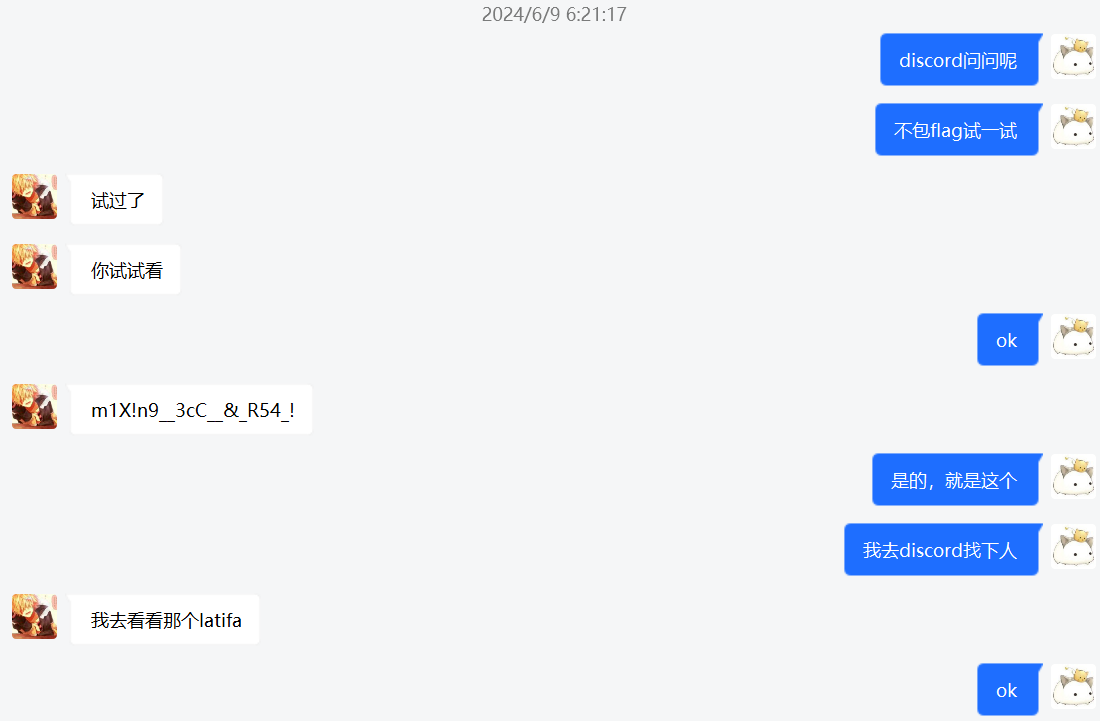 2024/6/9 6:21:17
discord问问呢
不包flag试一试
试过了
你试试看
ok
m1X!n9__3cC__&_R54_!
是的，就是这个
我去discord找下人
我去看看那个latifa
ok